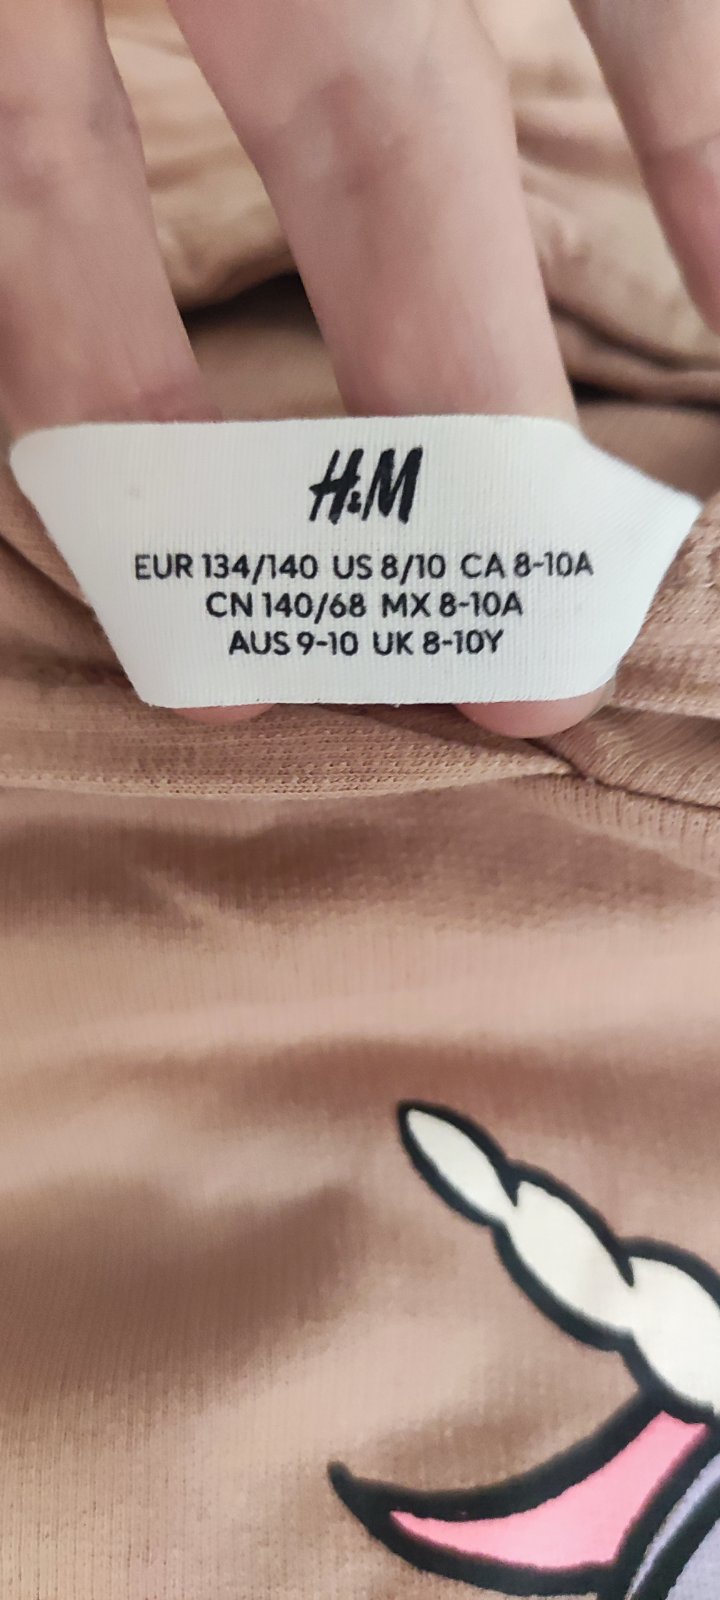 H&M
EUR 134/140 US 8/10 CA 8-10A
CN 140/68 MX 8-10A
AUS 9-10 UK 8-10Y